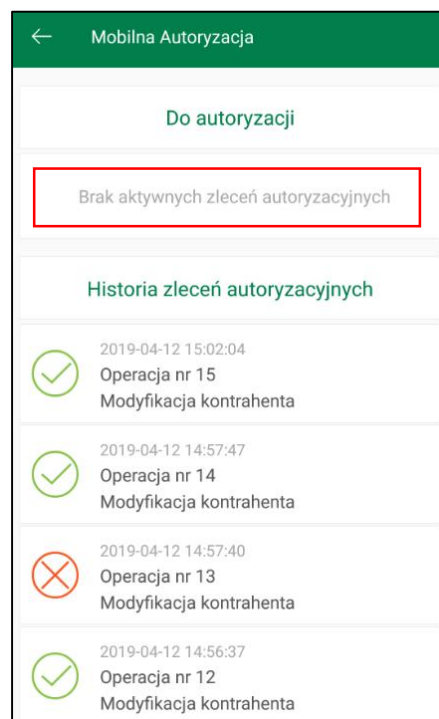 Mobilna Autoryzacja
Do autoryzacji
Brak aktywnych zleceń autoryzacyjnych
Historia zleceń autoryzacyjnych
2019-04-12 15:02:04
Operacja nr 15
Modyfikacja kontrahenta
2019-04-12 14:57:47
Operacja nr 14
Modyfikacja kontrahenta
2019-04-12 14:57:40
Operacja nr 13
Modyfikacja kontrahenta
2019-04-12 14:56:37
Operacja nr 12
Modyfikacja kontrahenta